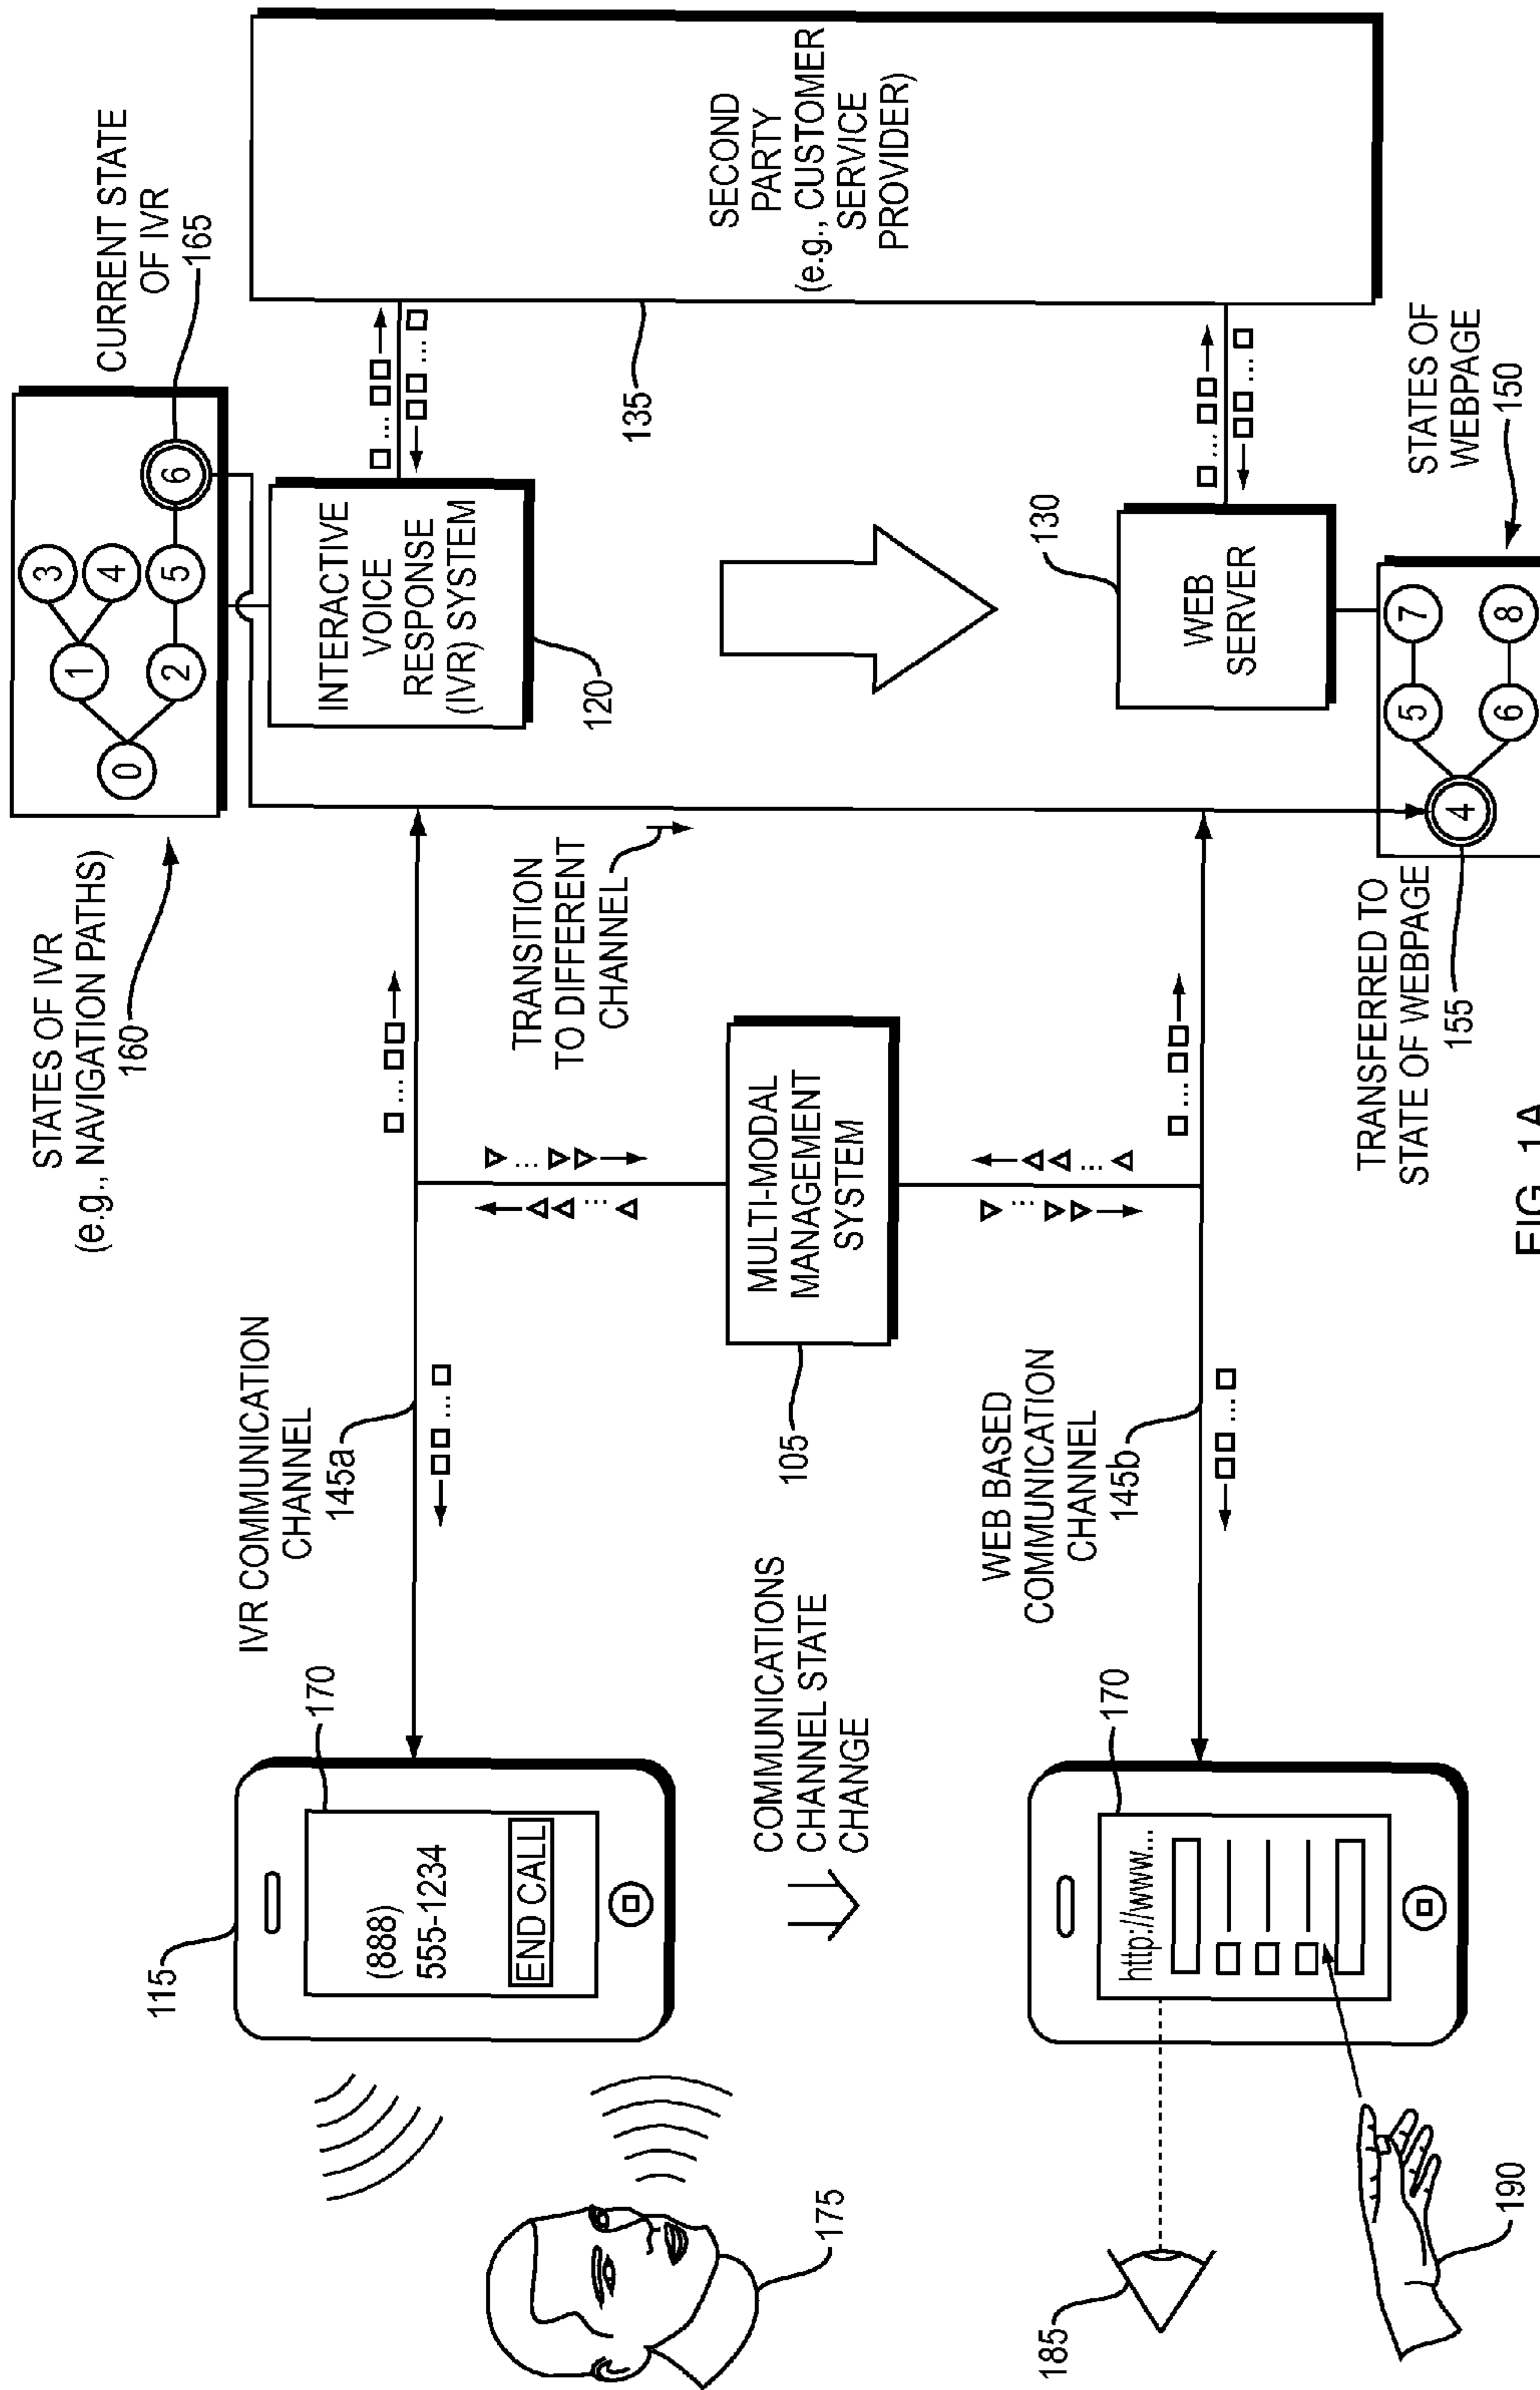 STATES OF IVR
(e.g., NAVIGATION PATHS)
160
0
1
2
3
4
5
6
CURRENT STATE
OF IVR
165
IVR COMMUNICATION
CHANNEL
145a
115
170
(888)
555-1234
END CALL
175
INTERACTIVE
VOICE
RESPONSE
(IVR) SYSTEM
120
SECOND
PARTY
(e.g., CUSTOMER
SERVICE
PROVIDER)
135
TRANSITION
TO DIFFERENT
CHANNEL
MULTI-MODAL
MANAGEMENT
SYSTEM
105
COMMUNICATIONS
CHANNEL STATE
CHANGE
WEB BASED
COMMUNICATION
CHANNEL
145b
170
http://www...
185
190
130
WEB
SERVER
STATES OF
WEBPAGE
150
4
5
6
7
8
TRANSFERRED TO
STATE OF WEBPAGE
155
FIG. 1A